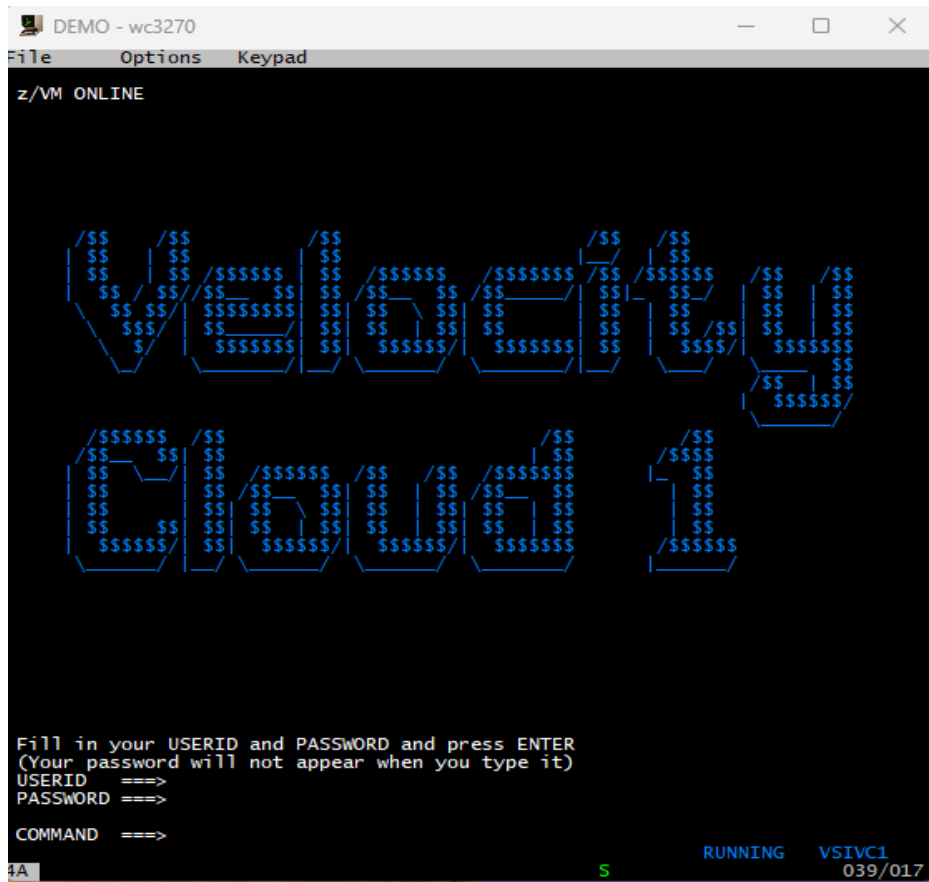 DEMO - wc3270
File Options Keypad
z/VM ONLINE
Velocity
Cloud 1
Fill in your USERID and PASSWORD and press ENTER
(Your password will not appear when you type it)
USERID ===>
PASSWORD ===>
COMMAND ===>
RUNNING VSIVC1
4A S 039/017